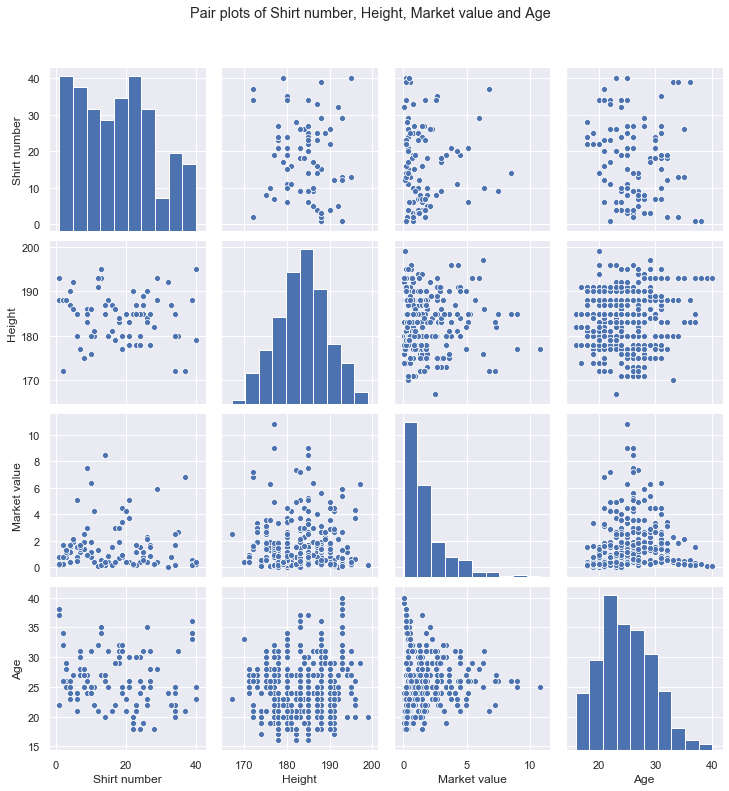 Pair plots of Shirt number, Height, Market value and Age
Shirt number
40
30
20
10
0
Height
200
190
180
170
Market value
10
8
6
4
2
0
Age
40
35
30
25
20
15
0 20 40
170 180 190 200
0 5 10
20 30 40
Shirt number
Height
Market value
Age